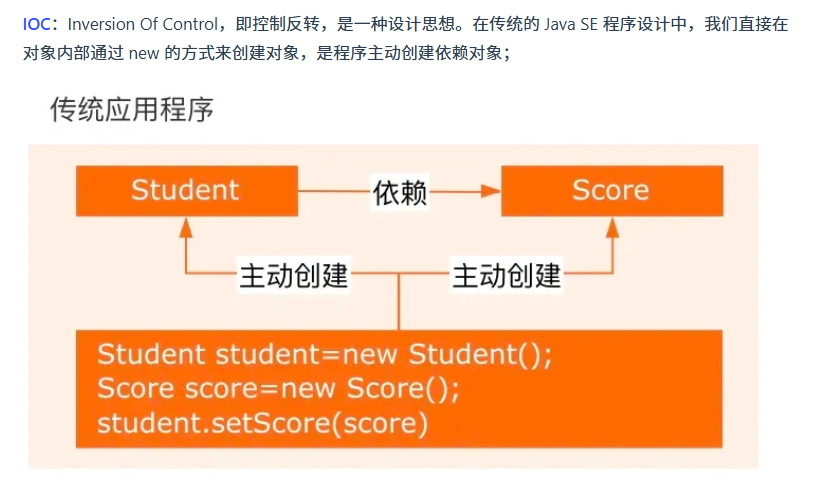 IOC：Inversion Of Control，即控制反转，是一种设计思想。在传统的 Java SE 程序设计中，我们直接在
对象内部通过 new 的方式来创建对象，是程序主动创建依赖对象；
传统应用程序
Student
依赖
Score
主动创建
主动创建
Student student=new Student();
Score score=new Score();
student.setScore(score)